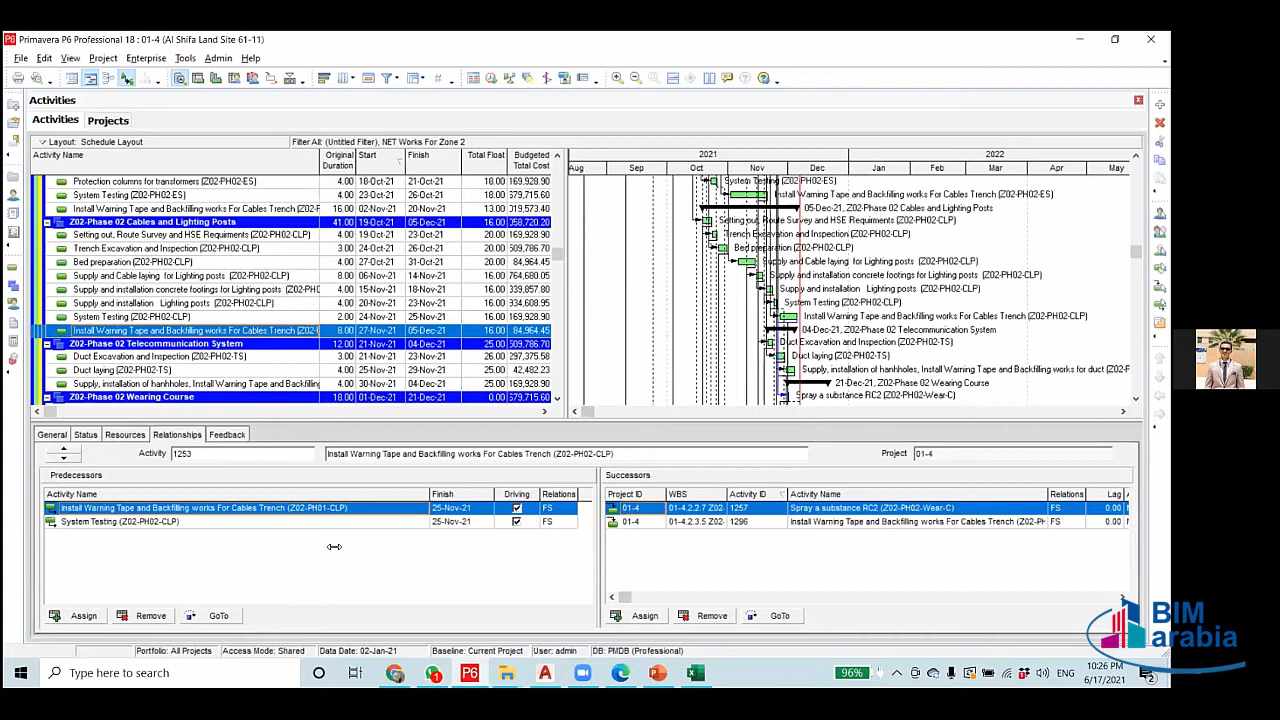 Primavera P6 Professional 18 : 01-4 (Al Shifa Land Site 61-11)
File Edit View Project Enterprise Tools Admin Help
Activities
Activities Projects
Layout: Schedule Layout Filter All: (Untitled Filter), NET Works For Zone 2
Activity Name Original Duration Start Finish Total Float Budgeted Total Cost
2021 2022
Aug Sep Oct Nov Dec Jan Feb Mar Apr May
Protection columns for transformers (Z02-PH02-ES) 4.00 18-Oct-21 21-Oct-21 18.00 169,928.90
System Testing (Z02-PH02-ES) 4.00 21-Oct-21 25-Oct-21 18.00 579,715.60
Install Warning Tape and Backfilling works For Cables Trench 16.00 26-Oct-21 13-Nov-21 20.00 319,573.40
Z02-Phase 02 Cables and Lighting Posts 41.00 19-Oct-21 05-Dec-21 16.00 058,720.20
Setting out, Route Survey and HSE Requirments (Z02-PH02-CLP) 4.00 19-Oct-21 23-Oct-21 20.00 169,928.90
Trench Excavation and Inspection (Z02-PH02-CLP) 3.00 24-Oct-21 26-Oct-21 20.00 509,786.70
Bed preparation (Z02-PH02-CLP) 4.00 27-Oct-21 31-Oct-21 20.00 84,964.45
Supply and Cable laying for Lighting posts (Z02-PH02-CLP) 8.00 06-Nov-21 14-Nov-21 16.00 764,680.05
Supply and installation concrete footings for Lighting posts (Z02-PH02-CLP 4.00 15-Nov-21 18-Nov-21 16.00 339,857.80
Supply and installation Lighting posts (Z02-PH02-CLP) 4.00 20-Nov-21 23-Nov-21 16.00 334,608.95
System Testing (Z02-PH02-CLP) 2.00 24-Nov-21 25-Nov-21 16.00 169,928.90
Install Warning Tape and Backfilling works For Cables Trench (Z02- 8.00 27-Nov-21 05-Dec-21 16.00 84,964.45
Z02-Phase 02 Telecommunication System 12.00 21-Nov-21 04-Dec-21 25.00 509,786.70
Duct Excavation and Inspection (Z02-PH02-TS) 3.00 21-Nov-21 23-Nov-21 26.00 297,375.58
Duct laying (Z02-PH02-TS) 4.00 25-Nov-21 29-Nov-21 25.00 42,482.23
Supply, installation of hanhholes, Install Warning Tape and Backfilling 4.00 30-Nov-21 04-Dec-21 25.00 169,928.90
Z02-Phase 02 Wearing Course 18.00 01-Dec-21 21-Dec-21 0.00 579,715.60
System Testing (Z02-PH02-ES)
Install Warning Tape and Backfilling works For Cables Trench (Z02-PH02-ES)
05-Dec-21, Z02-Phase 02 Cables and Lighting Posts
Setting out, Route Survey and HSE Requirments (Z02-PH02-CLP)
Trench Excavation and Inspection (Z02-PH02-CLP)
Bed preparation (Z02-PH02-CLP)
Supply and Cable laying for Lighting posts (Z02-PH02-CLP)
Supply and installation concrete footings for Lighting posts (Z02-PH02-CLP)
Supply and installation Lighting posts (Z02-PH02-CLP)
System Testing (Z02-PH02-CLP)
Install Warning Tape and Backfilling works For Cables Trench (Z02-PH02-CLP)
04-Dec-21, Z02-Phase 02 Telecommunication System
Duct Excavation and Inspection (Z02-PH02-TS)
Duct laying (Z02-PH02-TS)
Supply, installation of hanhholes, Install Warning Tape and Backfilling works for duct (Z02-P
21-Dec-21, Z02-Phase 02 Wearing Course
Spray a substance RC2 (Z02-PH02-Wear-C)
General Status Resources Relationships Feedback
Activity 1253 Install Warning Tape and Backfilling works For Cables Trench (Z02-PH02-CLP) Project 01-4
Predecessors
Activity Name Finish Driving Relations
Install Warning Tape and Backfilling works For Cables Trench (Z02-PH01-CLP) 25-Nov-21 FS
System Testing (Z02-PH02-CLP) 25-Nov-21 FS
Assign Remove GoTo
Successors
Project ID WBS Activity ID Activity Name Relations Lag A
01-4 01-4.2.2.7 Z02 1257 Spray a substance RC2 (Z02-PH02-Wear-C) FS 0.00
01-4 01-4.2.3.5 Z02 1296 Install Warning Tape and Backfilling works For Cables Trench (Z02-PH FS 0.00
Assign Remove GoTo
Portfolio: All Projects Access Mode: Shared Data Date: 02-Jan-21 Baseline: Current Project User: admin DB: PMDB (Professional)
Type here to search 96% ENG 10:26 PM 6/17/2021 2
BIM
arabia